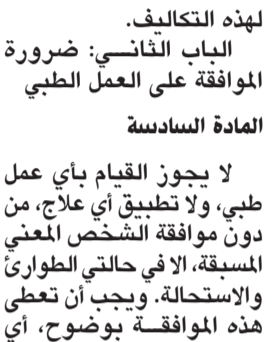 لهذه التكاليف.
الباب الثاني: ضرورة
الموافقة على العمل الطبي
المادة السادسة
لا يجوز القيام بأي عمل
طبي، ولا تطبيق أي علاج، من
دون موافقة الشخص المعني
المسبقة، الا في حالتي الطوارئ
والاستحالة. ويجب أن تعطى
هذه الموافقة بوضوح، أي